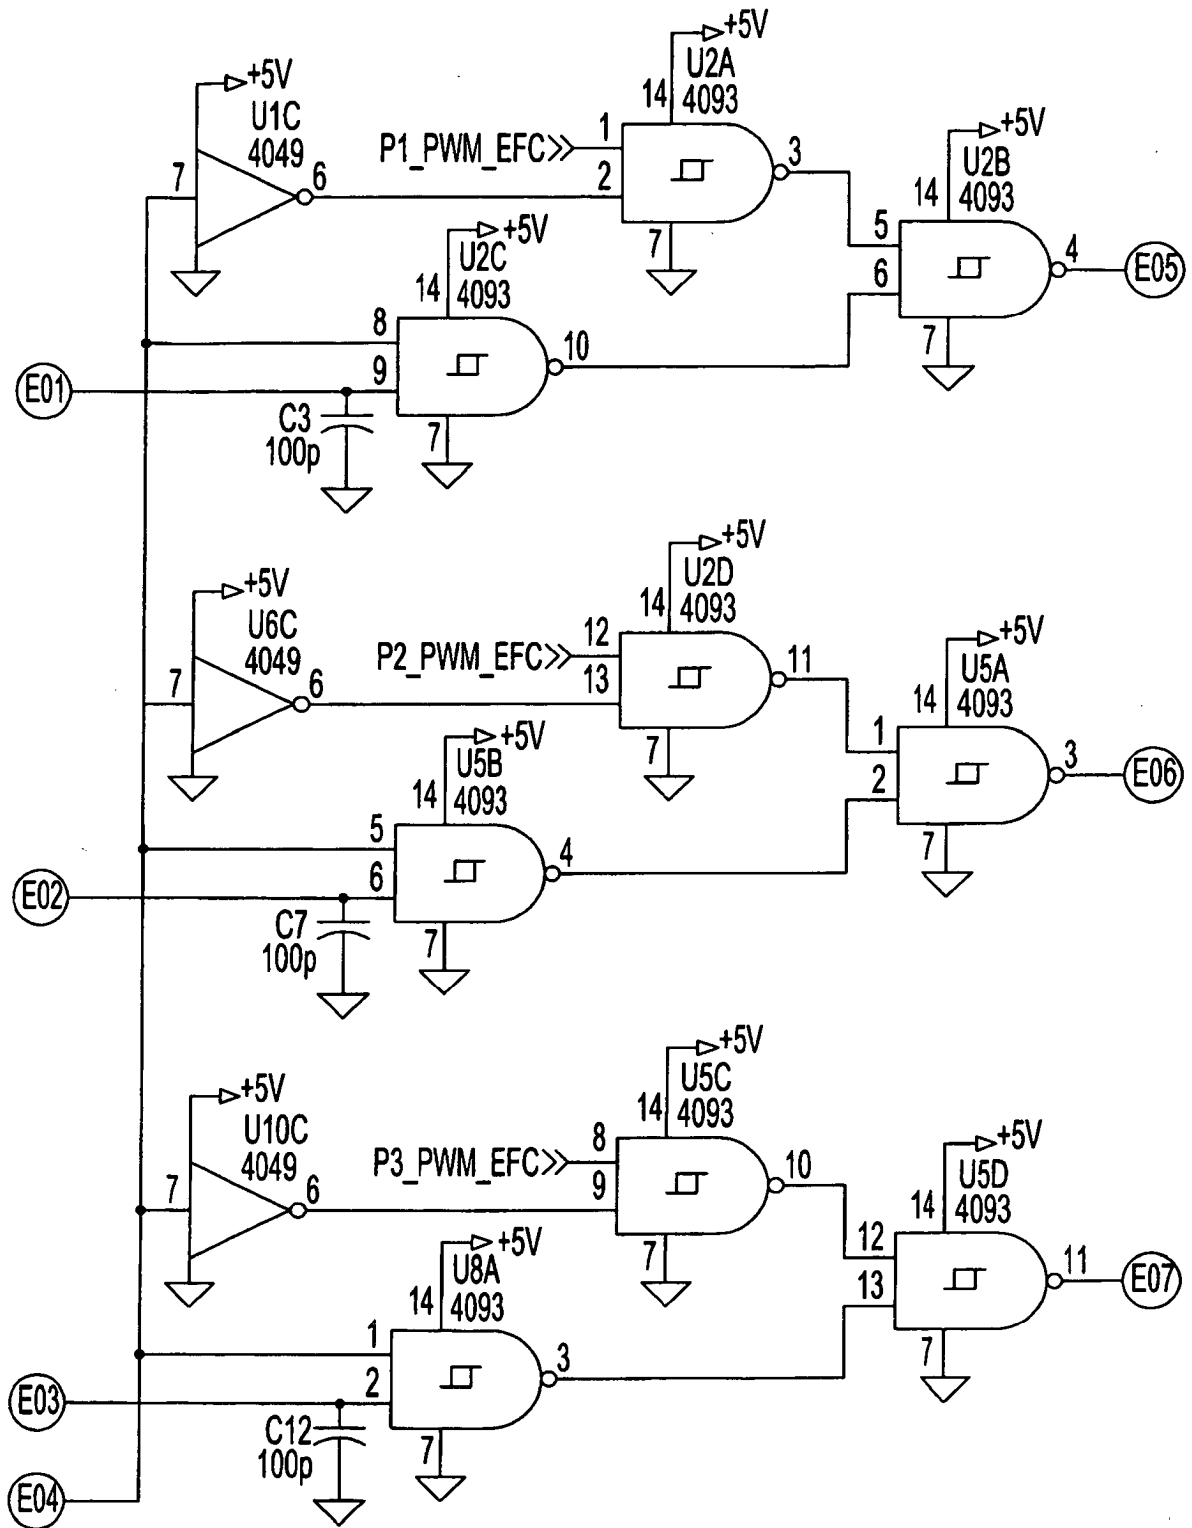 +5V
U2A
14 4093
+5V
U1C
4049
P1_PWM_EFC
1
2
3
7
6
7
+5V
U2B
14 4093
5
6
4
7
E05
+5V
U2C
14 4093
8
9
10
7
E01
C3
100p
+5V
U2D
14 4093
+5V
U6C
4049
P2_PWM_EFC
12
13
11
7
6
7
+5V
U5A
14 4093
1
2
3
7
E06
+5V
U5B
14 4093
5
6
4
7
E02
C7
100p
+5V
U5C
14 4093
+5V
U10C
4049
P3_PWM_EFC
8
9
10
7
6
7
+5V
U5D
14 4093
12
13
11
7
E07
+5V
U8A
14 4093
1
2
3
7
E03
C12
100p
E04